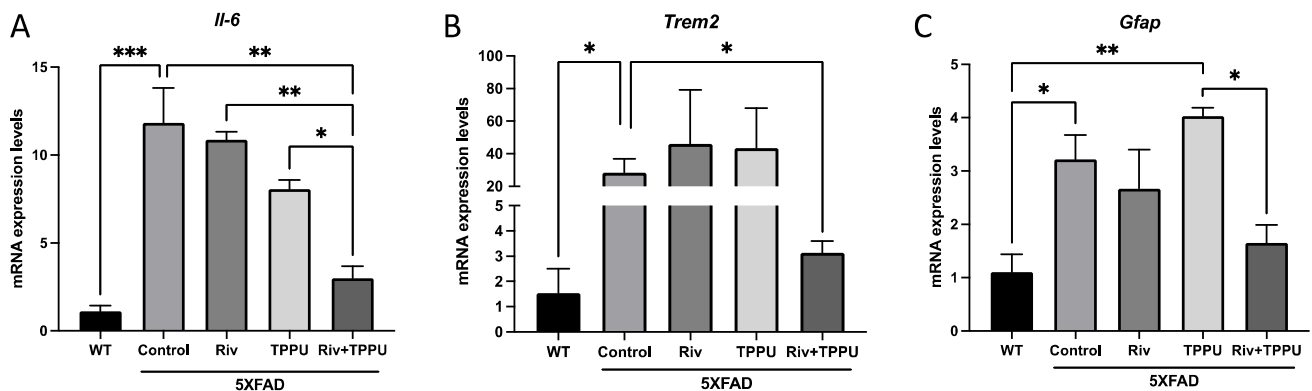 A
Il-6
mRNA expression levels
15
10
5
0
***
**
**
*
WT Control Riv TPPU Riv+TPPU
5XFAD
B
Trem2
mRNA expression levels
100
80
60
40
20
5
4
3
2
1
0
*
*
WT Control Riv TPPU Riv+TPPU
5XFAD
C
Gfap
mRNA expression levels
5
4
3
2
1
0
**
*
*
WT Control Riv TPPU Riv+TPPU
5XFAD